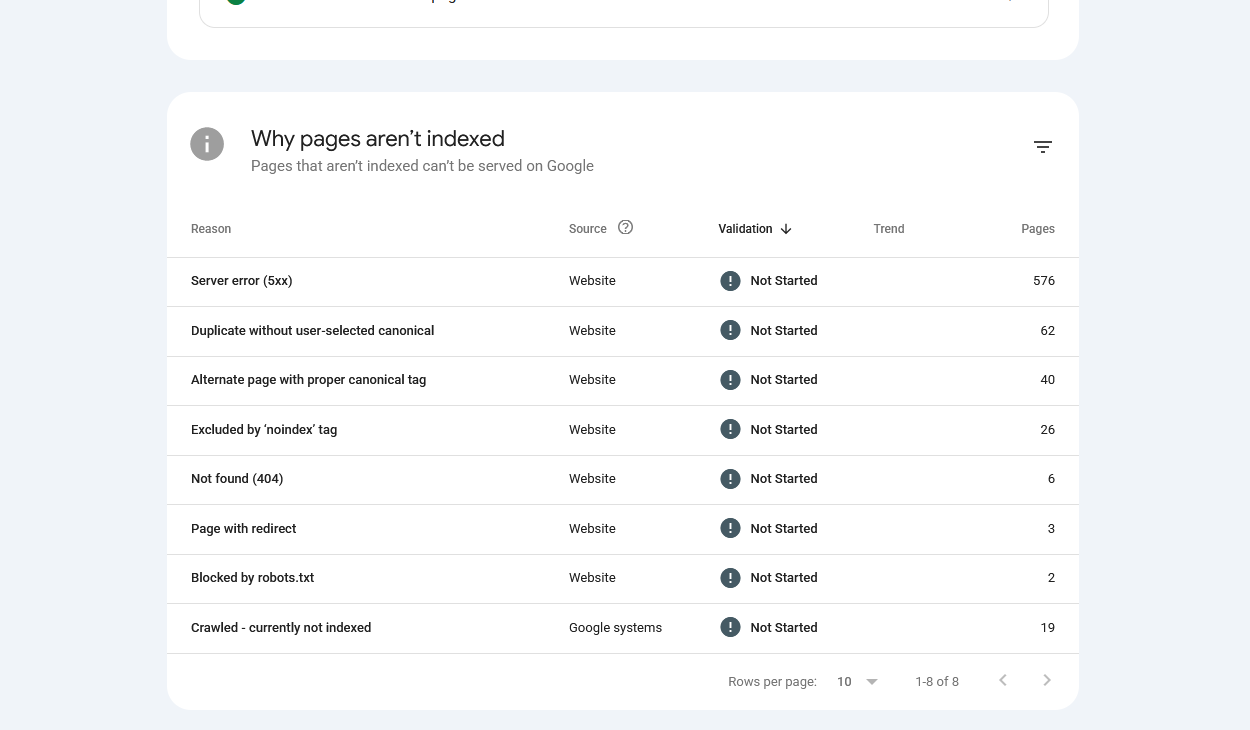 Why pages aren’t indexed
Pages that aren’t indexed can’t be served on Google
Reason Source Validation Trend Pages
Server error (5xx) Website Not Started 576
Duplicate without user-selected canonical Website Not Started 62
Alternate page with proper canonical tag Website Not Started 40
Excluded by ‘noindex’ tag Website Not Started 26
Not found (404) Website Not Started 6
Page with redirect Website Not Started 3
Blocked by robots.txt Website Not Started 2
Crawled - currently not indexed Google systems Not Started 19
Rows per page: 10 1-8 of 8